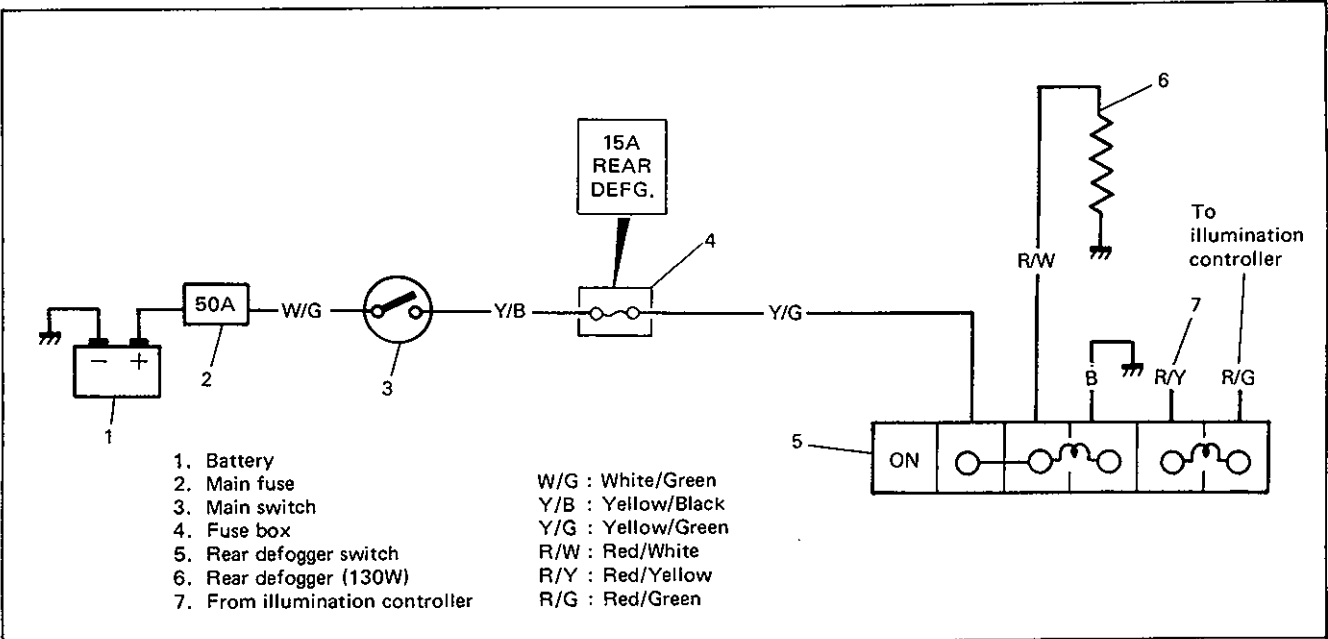 6
15A
REAR
DEFG.
To
illumination
controller
4
R/W
50A
W/G
Y/B
Y/G
7
− +
2
3
B
R/Y
R/G
1
5
ON
1. Battery
2. Main fuse
3. Main switch
4. Fuse box
5. Rear defogger switch
6. Rear defogger (130W)
7. From illumination controller
W/G : White/Green
Y/B : Yellow/Black
Y/G : Yellow/Green
R/W : Red/White
R/Y : Red/Yellow
R/G : Red/Green